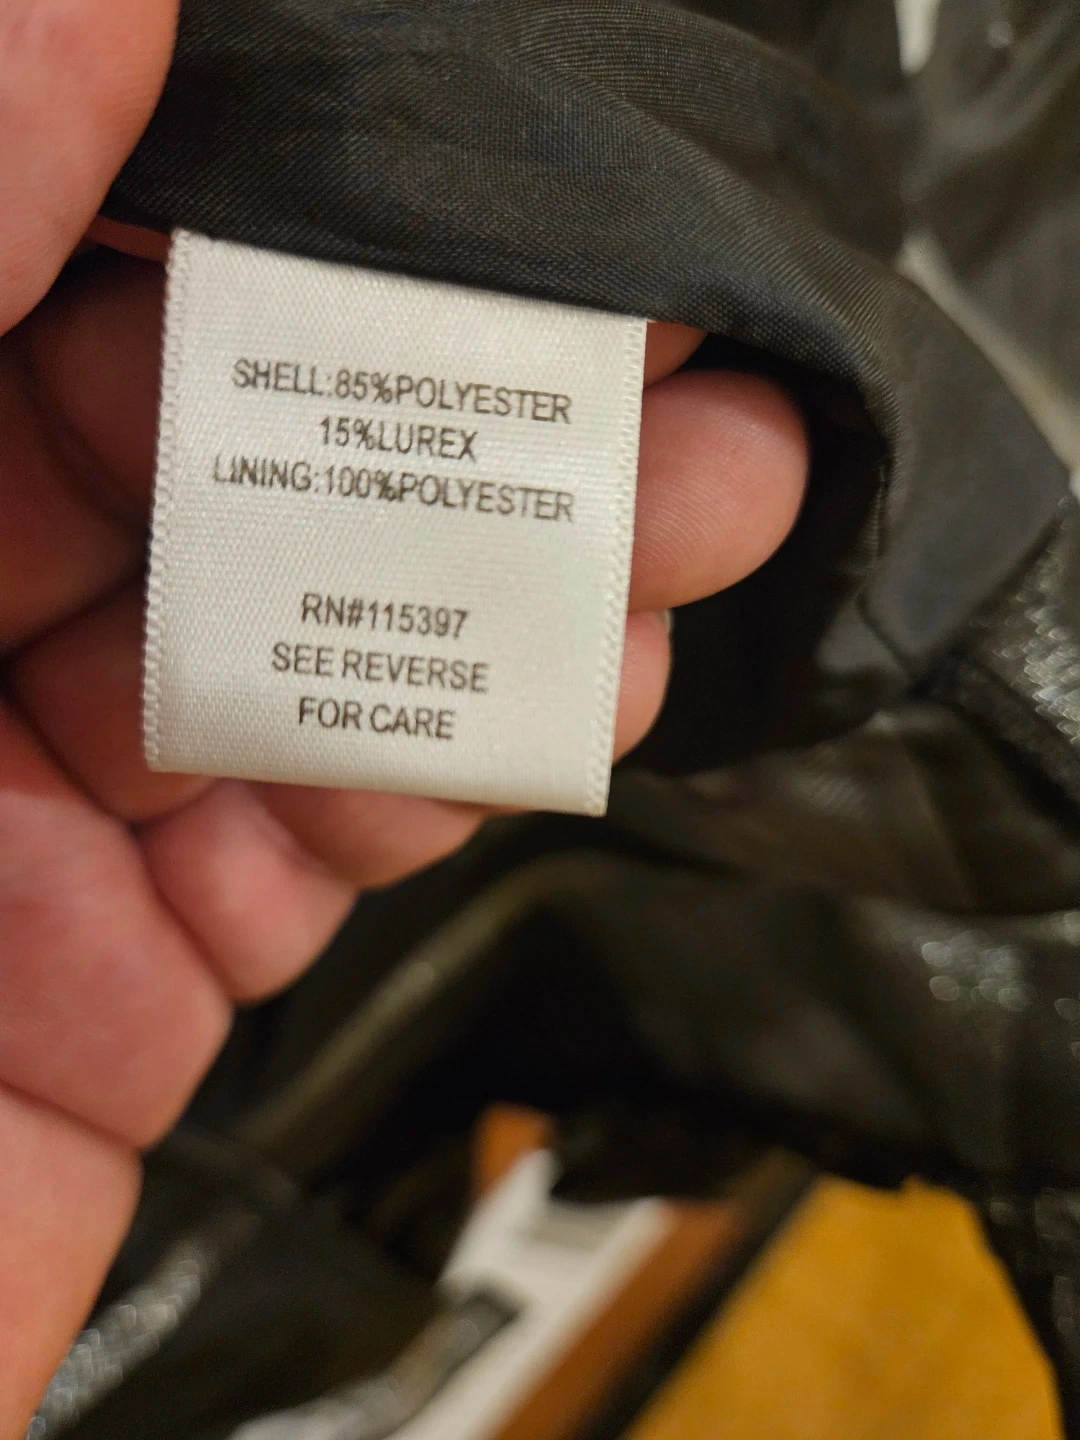 SHELL:85%POLYESTER
15%LUREX
LINING:100%POLYESTER
RN#115397
SEE REVERSE
FOR CARE